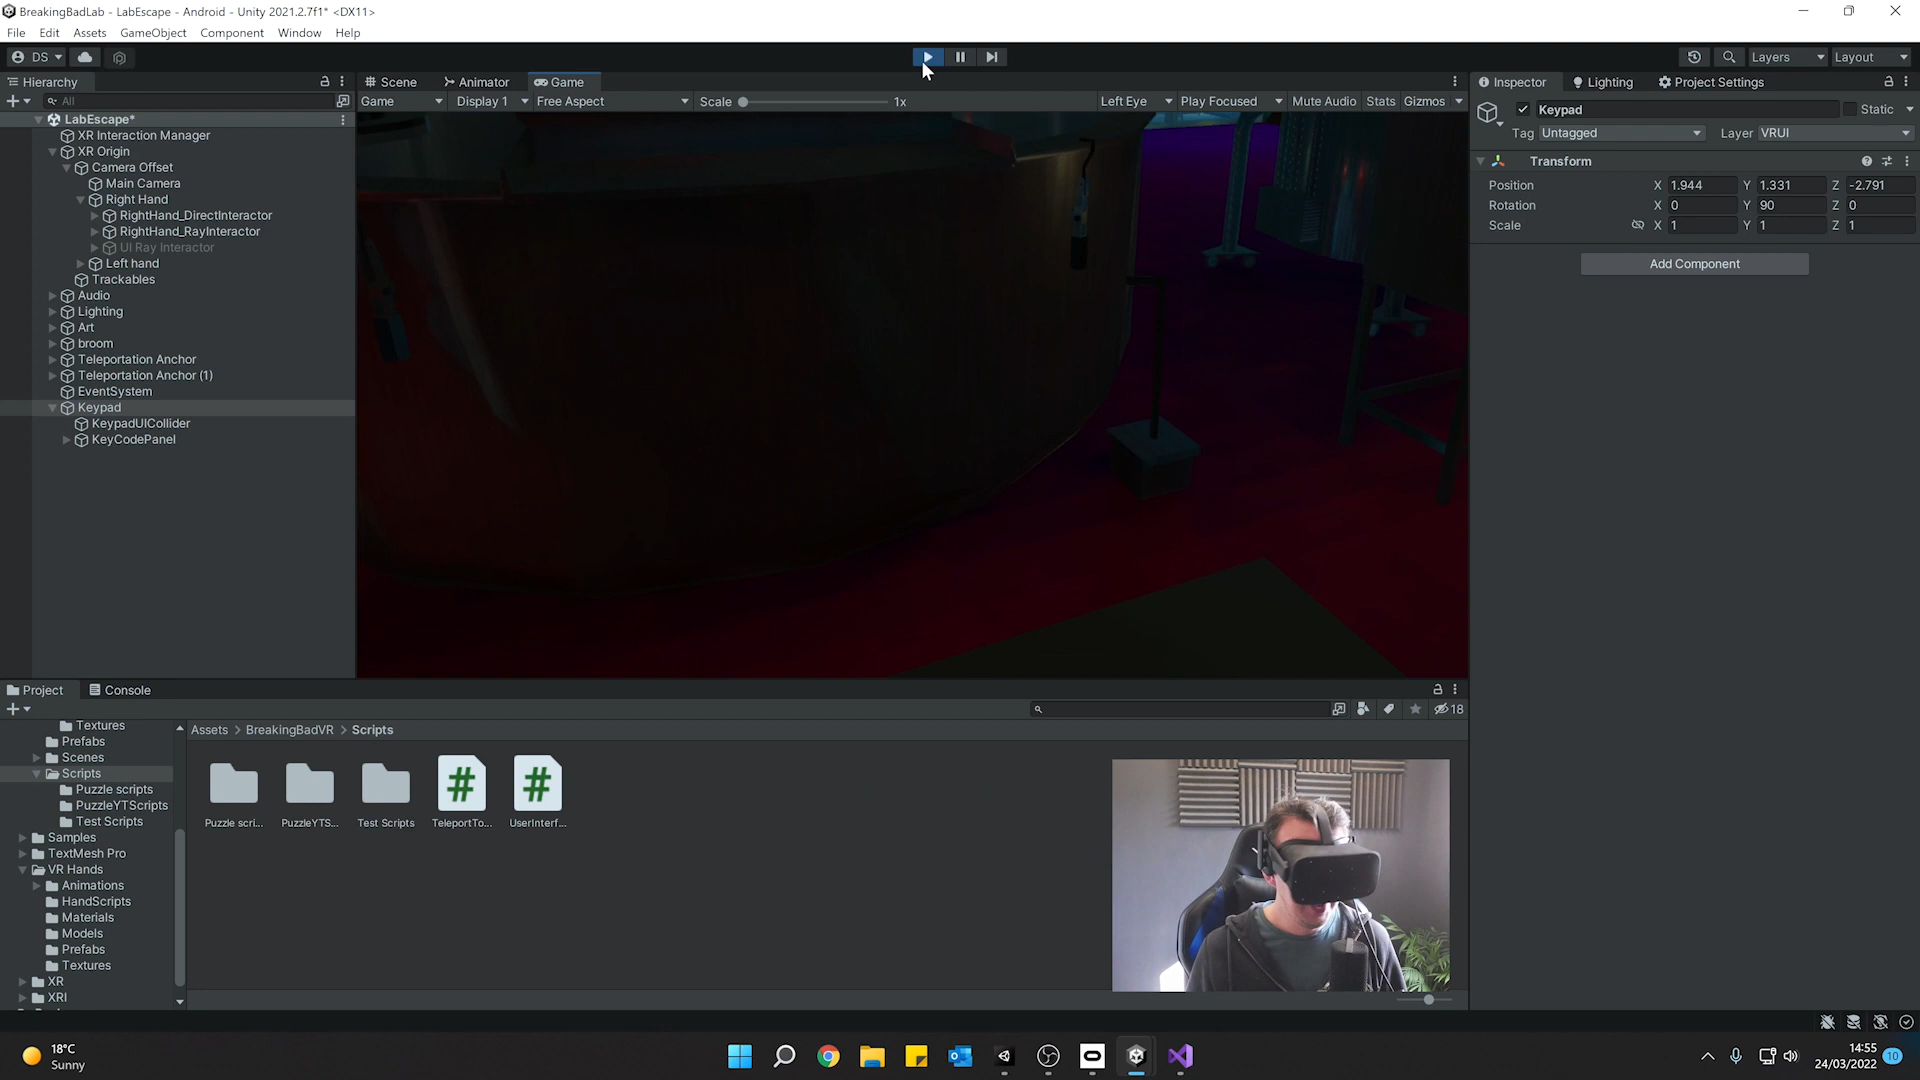 BreakingBadLab - LabEscape - Android - Unity 2021.2.7f1* <DX11>
File Edit Assets GameObject Component Window Help
DS Layers Layout
Hierarchy Scene Animator Game Inspector Lighting Project Settings
All Game Display 1 Free Aspect Scale 1x Left Eye Play Focused Mute Audio Stats Gizmos
Keypad Static
Tag Untagged Layer VRUI
Transform
Position X 1.944 Y 1.331 Z -2.791
Rotation X 0 Y 90 Z 0
Scale X 1 Y 1 Z 1
Add Component
LabEscape*
XR Interaction Manager
XR Origin
Camera Offset
Main Camera
Right Hand
RightHand_DirectInteractor
RightHand_RayInteractor
UI Ray Interactor
Left hand
Trackables
Audio
Lighting
Art
broom
Teleportation Anchor
Teleportation Anchor (1)
EventSystem
Keypad
KeypadUICollider
KeyCodePanel
Project Console
18
Textures
Prefabs
Scenes
Scripts
Puzzle scripts
PuzzleYTScripts
Test Scripts
Samples
TextMesh Pro
VR Hands
Animations
HandScripts
Materials
Models
Prefabs
Textures
XR
XRI
Assets > BreakingBadVR > Scripts
Puzzle scri... PuzzleYTS... Test Scripts TeleportTo... UserInterf...
18°C
Sunny
14:55
24/03/2022
10